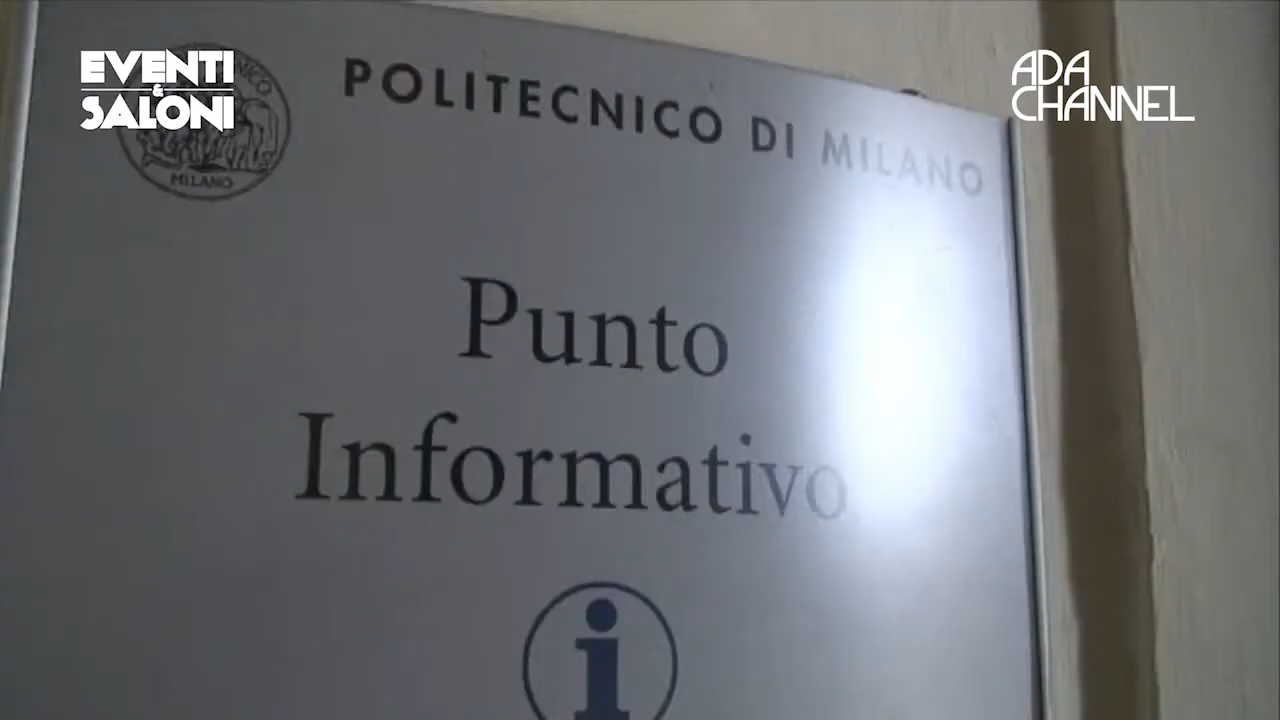 EVENTI
&
SALONI
ADA
CHANNEL
POLITECNICO DI MILANO
MILANO
Punto
Informativo
i